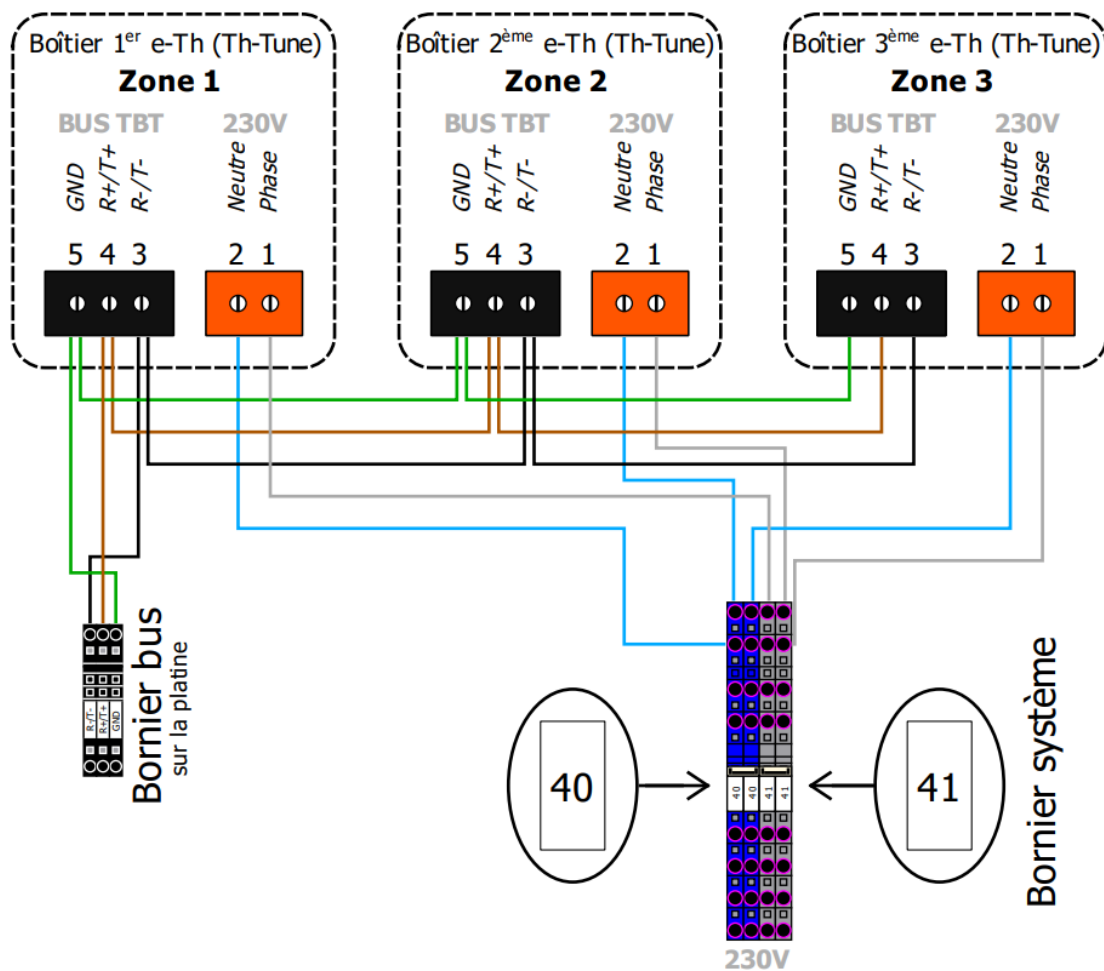 Boîtier 1er e-Th (Th-Tune)
Zone 1
BUS TBT 230V
GND R+/T+ R-/T- Neutre Phase
5 4 3 2 1
Boîtier 2ème e-Th (Th-Tune)
Zone 2
BUS TBT 230V
GND R+/T+ R-/T- Neutre Phase
5 4 3 2 1
Boîtier 3ème e-Th (Th-Tune)
Zone 3
BUS TBT 230V
GND R+/T+ R-/T- Neutre Phase
5 4 3 2 1
R-/T- R+/T+ GND
Bornier bus
sur la platine
40
40 40 41 41
41
Bornier système
230V